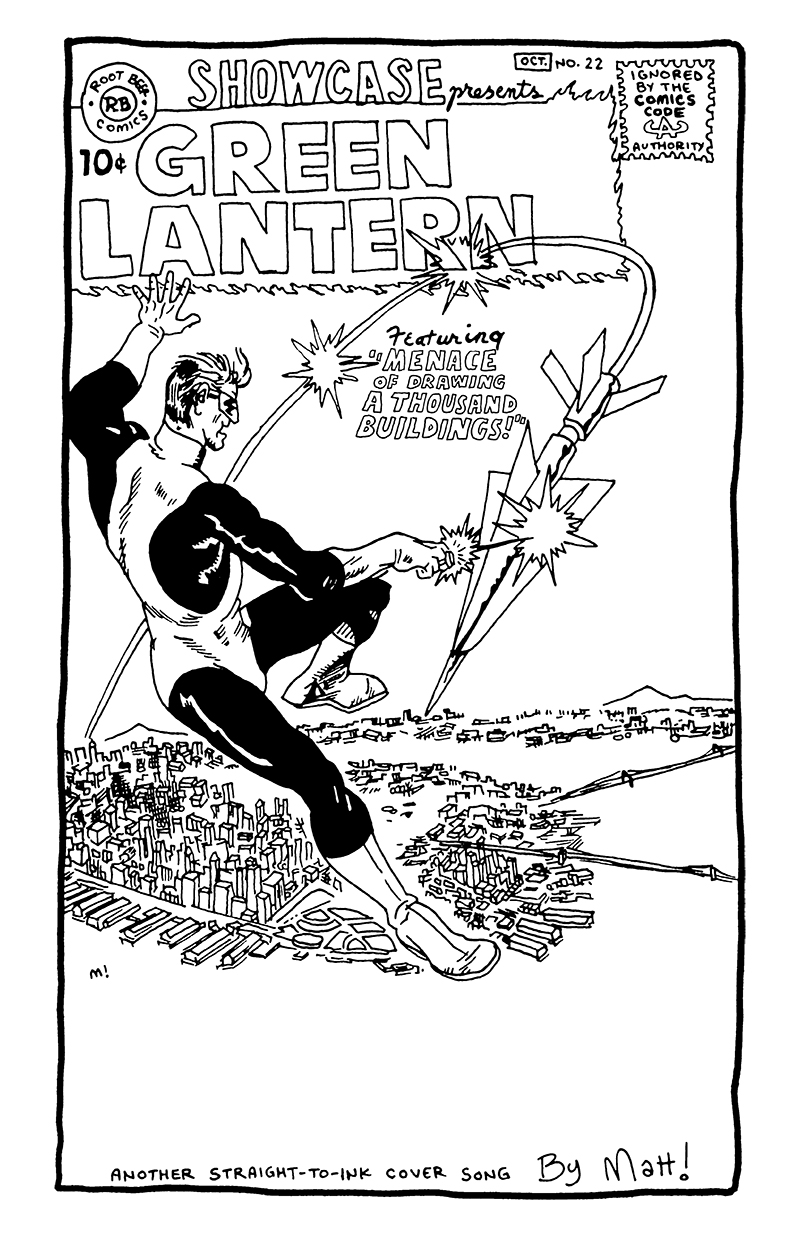 ROOT BEER
RB
COMICS
SHOWCASE presents
OCT. NO. 22
IGNORED
BY THE
COMICS
CODE
CA
AUTHORITY
10¢
GREEN
LANTERN
Featuring
"MENACE
OF DRAWING
A THOUSAND
BUILDINGS!"
M!
ANOTHER STRAIGHT-TO-INK COVER SONG By Matt!